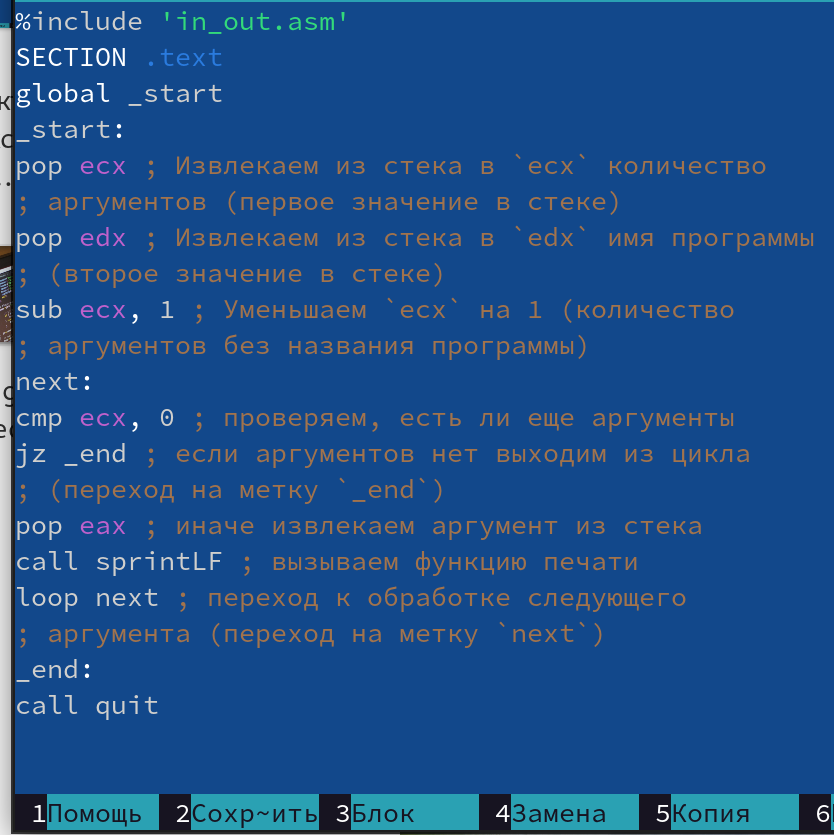 %include 'in_out.asm'
SECTION .text
global _start
_start:
pop ecx ; Извлекаем из стека в `ecx` количество
; аргументов (первое значение в стеке)
pop edx ; Извлекаем из стека в `edx` имя программы
; (второе значение в стеке)
sub ecx, 1 ; Уменьшаем `ecx` на 1 (количество
; аргументов без названия программы)
next:
cmp ecx, 0 ; проверяем, есть ли еще аргументы
jz _end ; если аргументов нет выходим из цикла
; (переход на метку `_end`)
pop eax ; иначе извлекаем аргумент из стека
call sprintLF ; вызываем функцию печати
loop next ; переход к обработке следующего
; аргумента (переход на метку `next`)
_end:
call quit
1Помощь 2Сохр~ить 3Блок 4Замена 5Копия 6